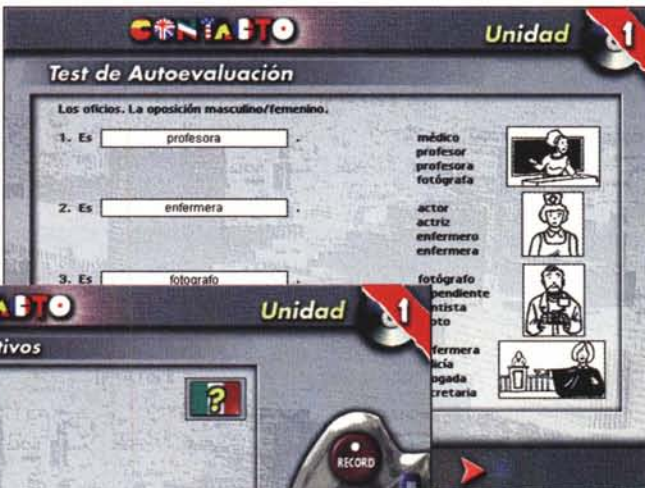 CONTACTO
Unidad 1
Test de Autoevaluación
Los oficios. La oposición masculino/femenino.
1. Es profesora .
médico
profesor
profesora
fotógrafa
2. Es enfermera .
actor
actriz
enfermero
enfermera
3. Es fotografo .
fotógrafo
Unidad 1
?
RECORD